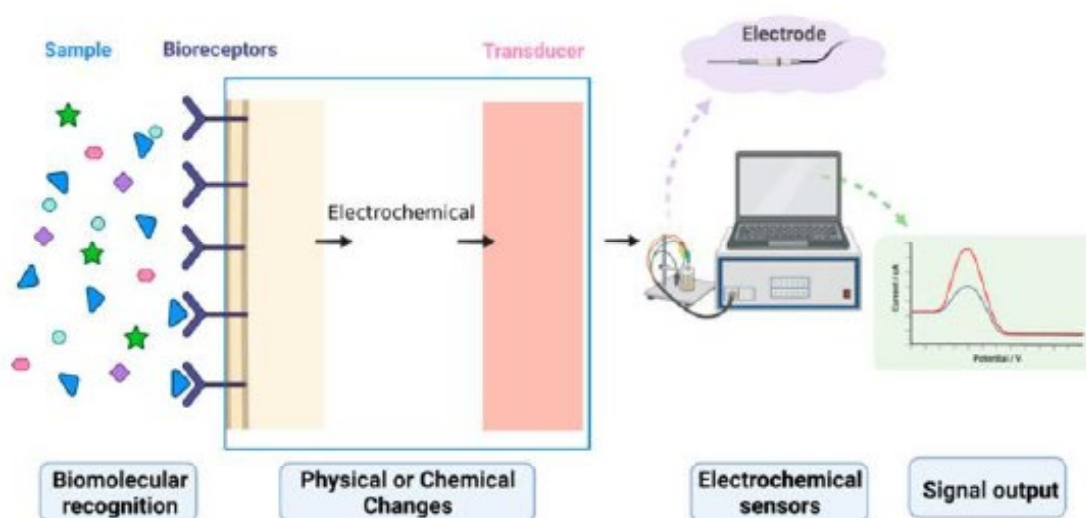 Sample
Bioreceptors
Transducer
Electrode
Electrochemical
Current / uA
Potential / V
Biomolecular
recognition
Physical or Chemical
Changes
Electrochemical
sensors
Signal output